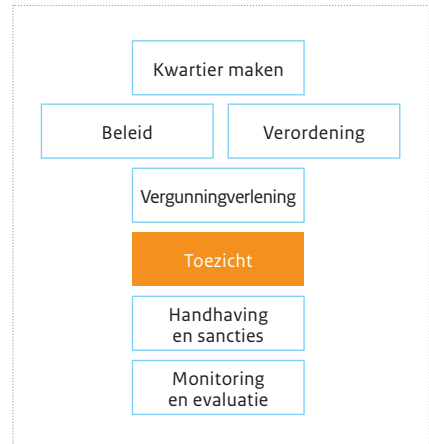 Kwartier maken
Beleid
Verordening
Vergunningverlening
Toezicht
Handhaving
en sancties
Monitoring
en evaluatie